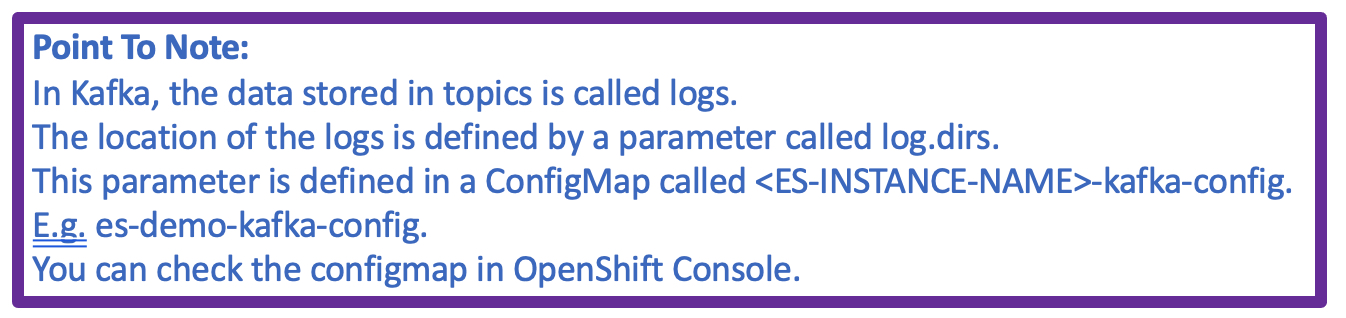 Point To Note:
In Kafka, the data stored in topics is called logs.
The location of the logs is defined by a parameter called log.dirs.
This parameter is defined in a ConfigMap called <ES-INSTANCE-NAME>-kafka-config.
E.g. es-demo-kafka-config.
You can check the configmap in OpenShift Console.